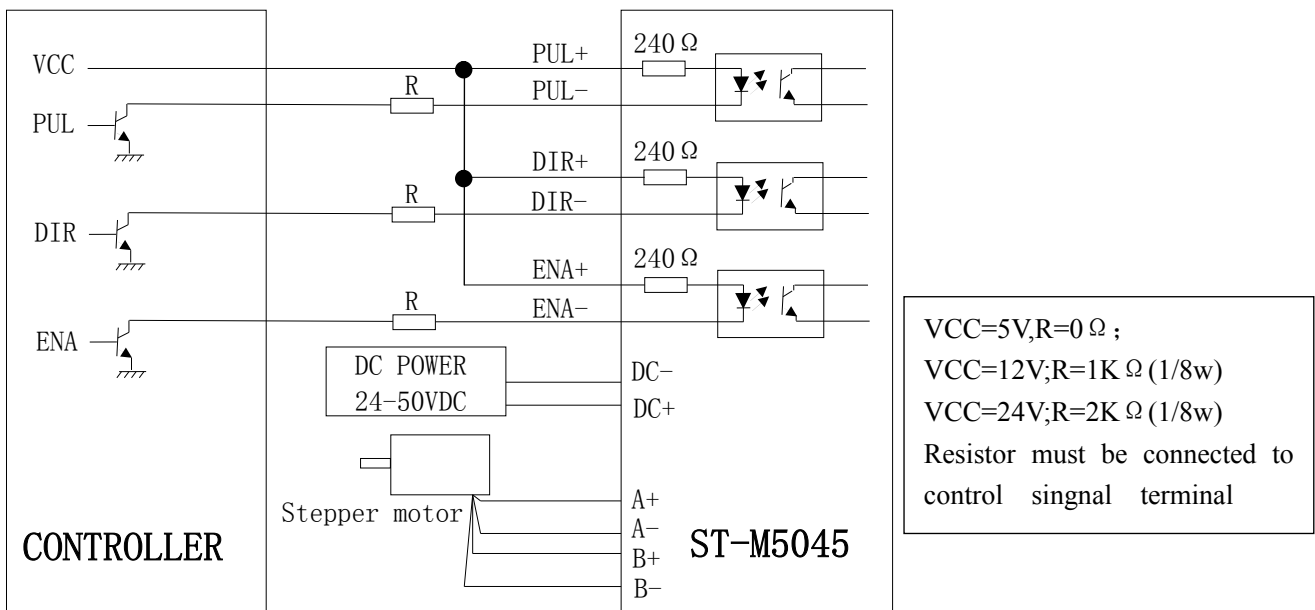 VCC
PUL
DIR
ENA
CONTROLLER
R
R
R
PUL+
PUL-
DIR+
DIR-
ENA+
ENA-
240Ω
240Ω
240Ω
DC POWER
24-50VDC
DC-
DC+
Stepper motor
A+
A-
B+
B-
ST-M5045
VCC=5V,R=0Ω;
VCC=12V;R=1KΩ(1/8w)
VCC=24V;R=2KΩ(1/8w)
Resistor must be connected to
control singnal terminal